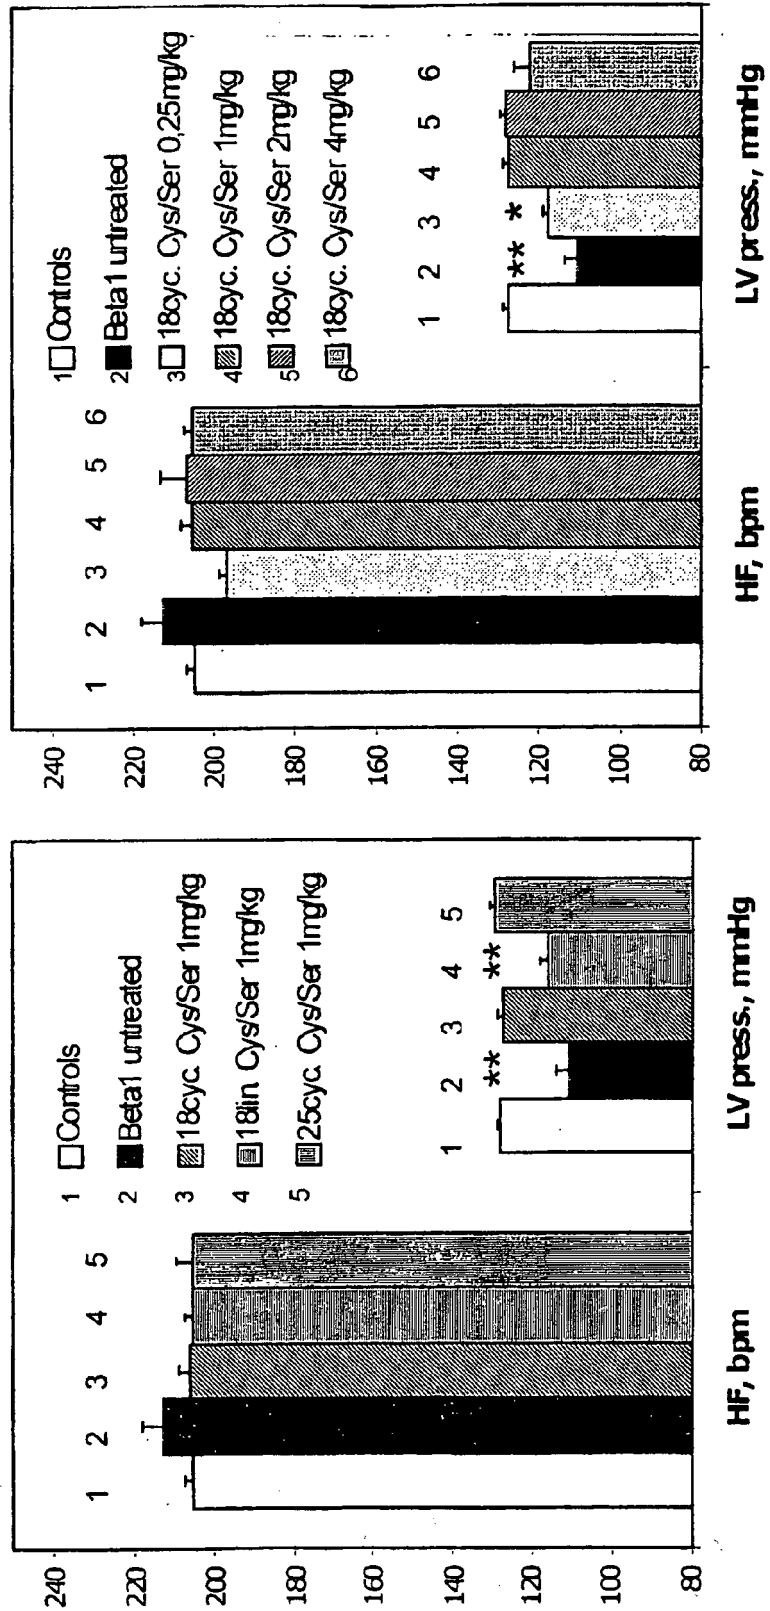 240
220
200
180
160
140
120
100
80
1 2 3 4 5
1 Controls
2 Beta1 untreated
3 18cyc. Cys/Ser 1mg/kg
4 18lin. Cys/Ser 1mg/kg
5 25cyc. Cys/Ser 1mg/kg
** **
1 2 3 4 5
HF, bpm
LV press., mmHg
240
220
200
180
160
140
120
100
80
1 2 3 4 5 6
1 Controls
2 Beta1 untreated
3 18cyc. Cys/Ser 0,25mg/kg
4 18cyc. Cys/Ser 1mg/kg
5 18cyc. Cys/Ser 2mg/kg
6 18cyc. Cys/Ser 4mg/kg
1 2 3 4 5 6
** *
HF, bpm
LV press., mmHg